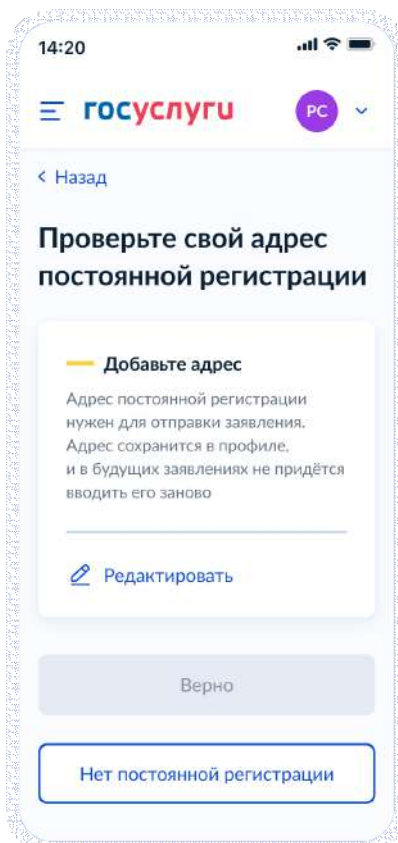 14:20
госуслуги
РС
Назад
Проверьте свой адрес
постоянной регистрации
Добавьте адрес
Адрес постоянной регистрации
нужен для отправки заявления.
Адрес сохранится в профиле,
и в будущих заявлениях не придётся
вводить его заново
Редактировать
Верно
Нет постоянной регистрации